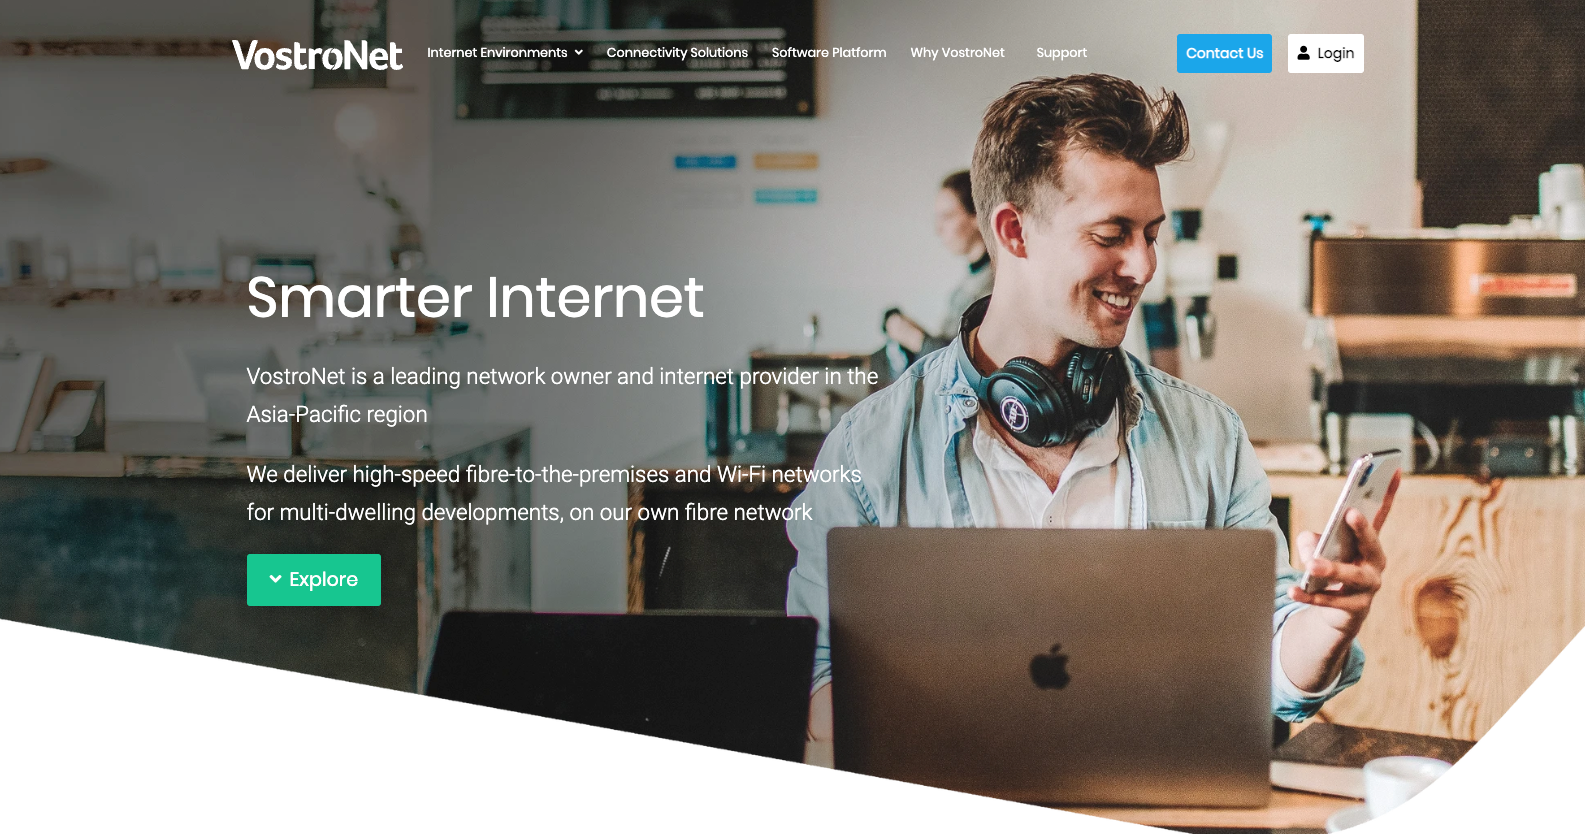 VostroNet
Internet Environments
Connectivity Solutions
Software Platform
Why VostroNet
Support
Contact Us
Login
Smarter Internet
VostroNet is a leading network owner and internet provider in the
Asia-Pacific region
We deliver high-speed fibre-to-the-premises and Wi-Fi networks
for multi-dwelling developments, on our own fibre network
Explore